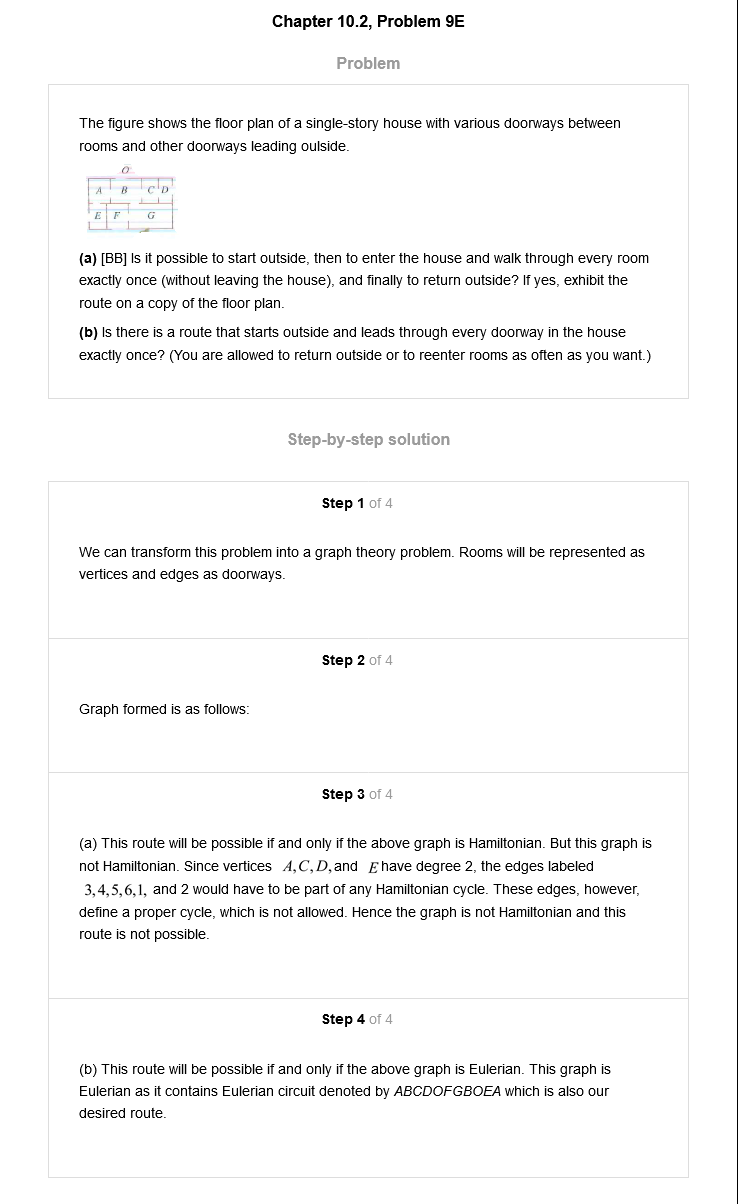 Chapter 10.2, Problem 9E
Problem
The figure shows the floor plan of a single-story house with various doorways between
rooms and other doorways leading oulside.
O
A B C D
E F G
(a) [BB] Is it possible to start outside, then to enter the house and walk through every room
exactly once (without leaving the house), and finally to return outside? If yes, exhibit the
route on a copy of the floor plan.
(b) Is there is a route that starts outside and leads through every doorway in the house
exactly once? (You are allowed to return outside or to reenter rooms as often as you want.)
Step-by-step solution
Step 1 of 4
We can transform this problem into a graph theory problem. Rooms will be represented as
vertices and edges as doorways.
Step 2 of 4
Graph formed is as follows:
Step 3 of 4
(a) This route will be possible if and only if the above graph is Hamiltonian. But this graph is
not Hamiltonian. Since vertices A,C,D,and E have degree 2, the edges labeled
3,4,5,6,1, and 2 would have to be part of any Hamiltonian cycle. These edges, however,
define a proper cycle, which is not allowed. Hence the graph is not Hamiltonian and this
route is not possible.
Step 4 of 4
(b) This route will be possible if and only if the above graph is Eulerian. This graph is
Eulerian as it contains Eulerian circuit denoted by ABCDOFGBOEA which is also our
desired route.